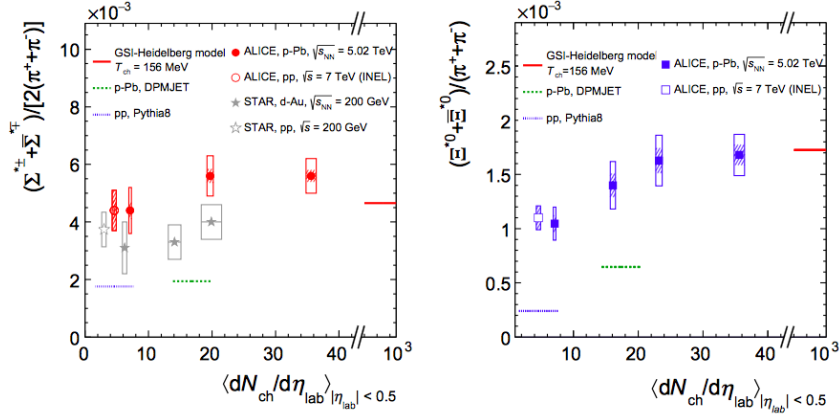 ×10⁻³
(Σ*± + Σ̅*∓)/[2(π⁺+π⁻)]
10
8
6
4
2
0
GSI-Heidelberg model
T_ch = 156 MeV
p-Pb, DPMJET
pp, Pythia8
ALICE, p-Pb, √s_NN = 5.02 TeV
ALICE, pp, √s = 7 TeV (INEL)
STAR, d-Au, √s_NN = 200 GeV
STAR, pp, √s = 200 GeV
0 10 20 30 40 10³
⟨dN_ch/dη_lab⟩_|η_lab| < 0.5
×10⁻³
(Ξ*⁰+Ξ̅*⁰)/(π⁺+π⁻)
2.5
2
1.5
1
0.5
0
GSI-Heidelberg model
T_ch=156 MeV
p-Pb, DPMJET
pp, Pythia8
ALICE, p-Pb, √s_NN = 5.02 TeV
ALICE, pp, √s = 7 TeV (INEL)
10 20 30 40 10³
⟨dN_ch/dη_lab⟩_|η_lab| < 0.5